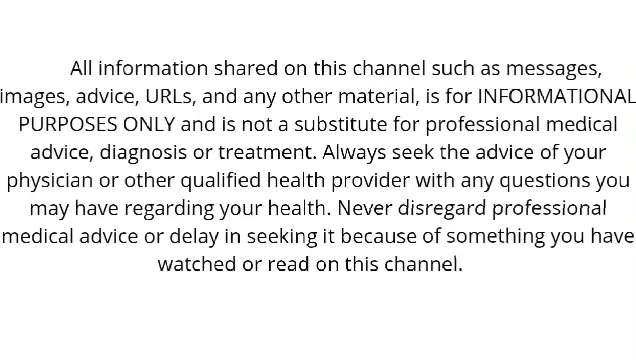 All information shared on this channel such as messages,
images, advice, URLs, and any other material, is for INFORMATIONAL
PURPOSES ONLY and is not a substitute for professional medical
advice, diagnosis or treatment. Always seek the advice of your
physician or other qualified health provider with any questions you
may have regarding your health. Never disregard professional
medical advice or delay in seeking it because of something you have
watched or read on this channel.